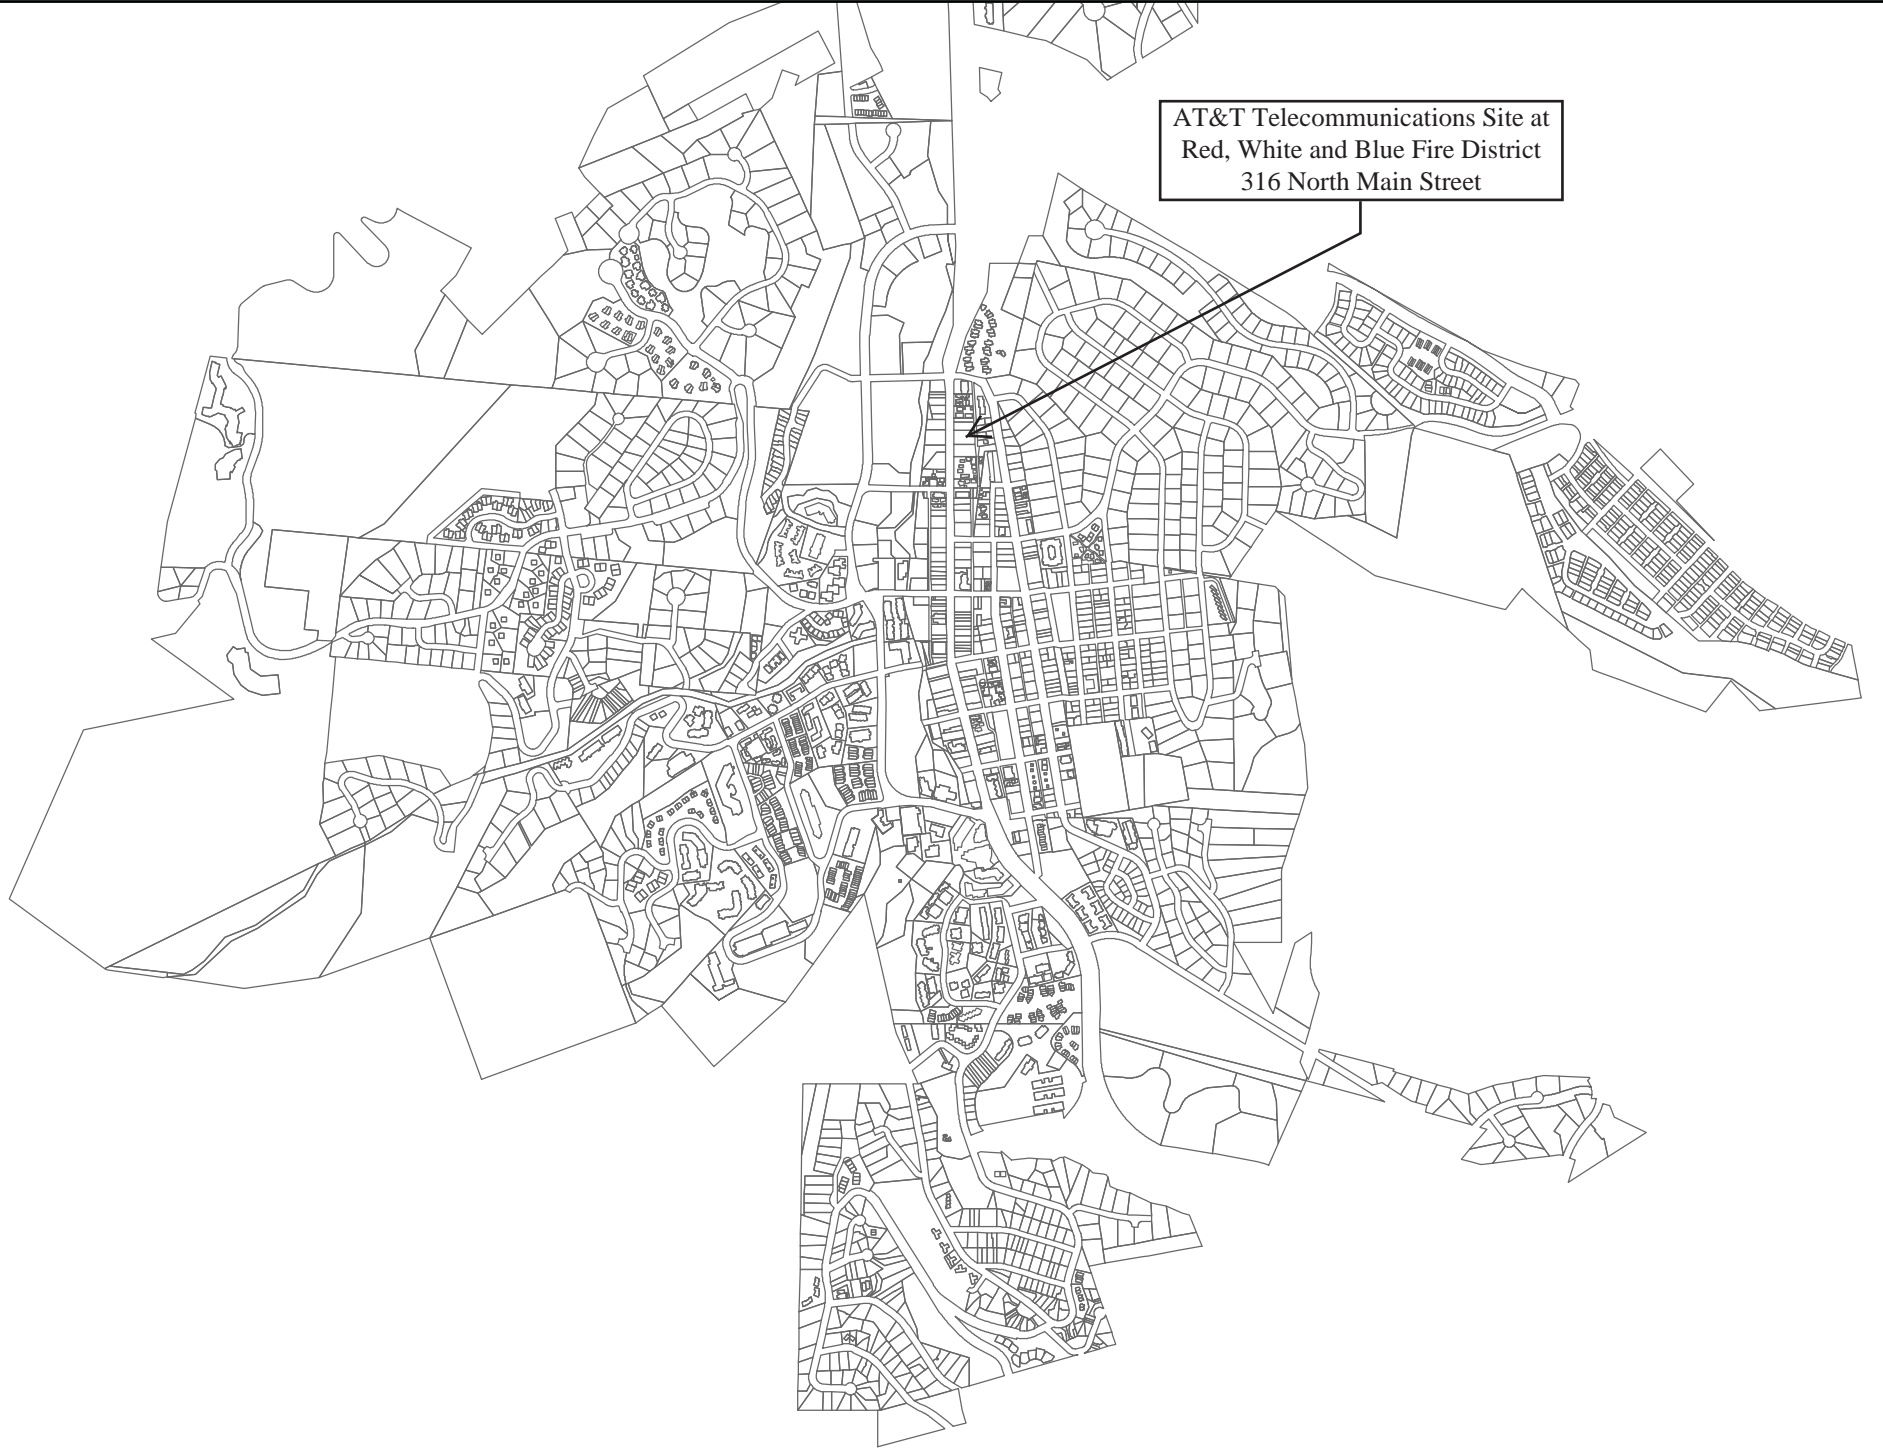 AT&T Telecommunications Site at
Red, White and Blue Fire District
316 North Main Street